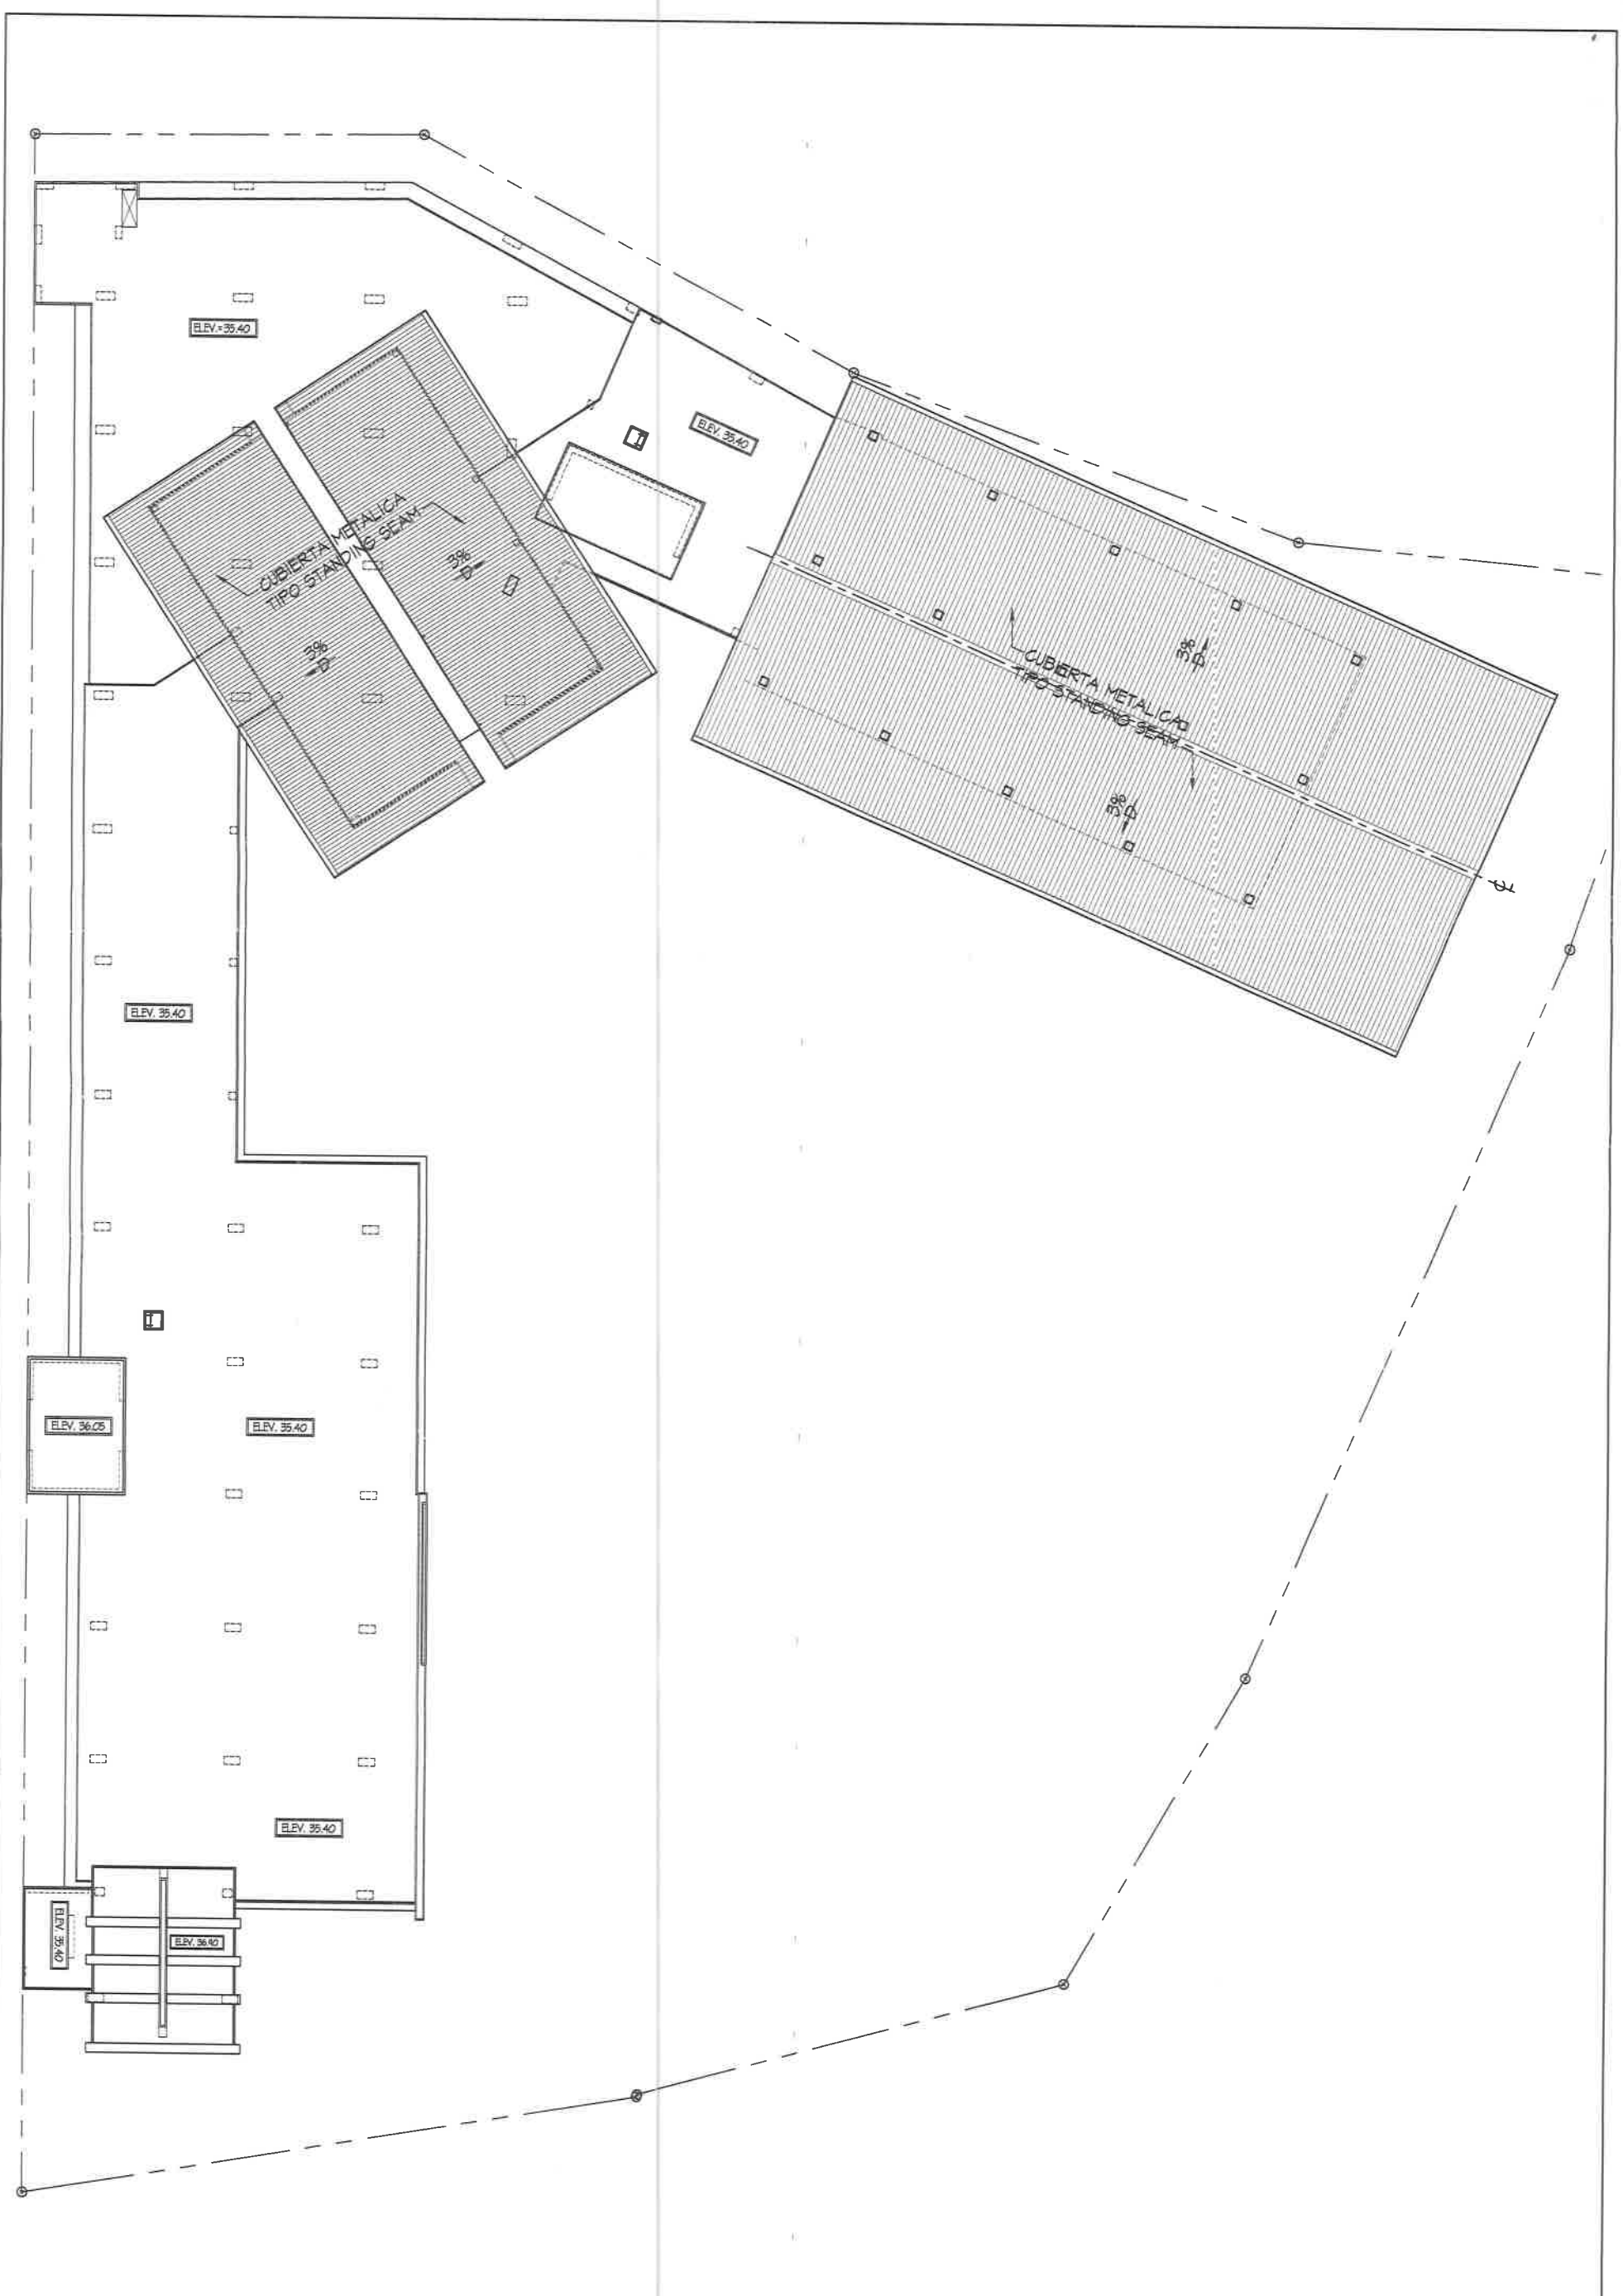 ELEV.=35.40
ELEV. 35.40
CUBIERTA METALICA
TIPO STANDING SEAM
3%
3%
CUBIERTA METALICA
TIPO STANDING SEAM
3%
3%
ELEV. 35.40
ELEV. 36.05
ELEV. 35.40
ELEV. 35.40
ELEV. 35.40
ELEV. 36.90